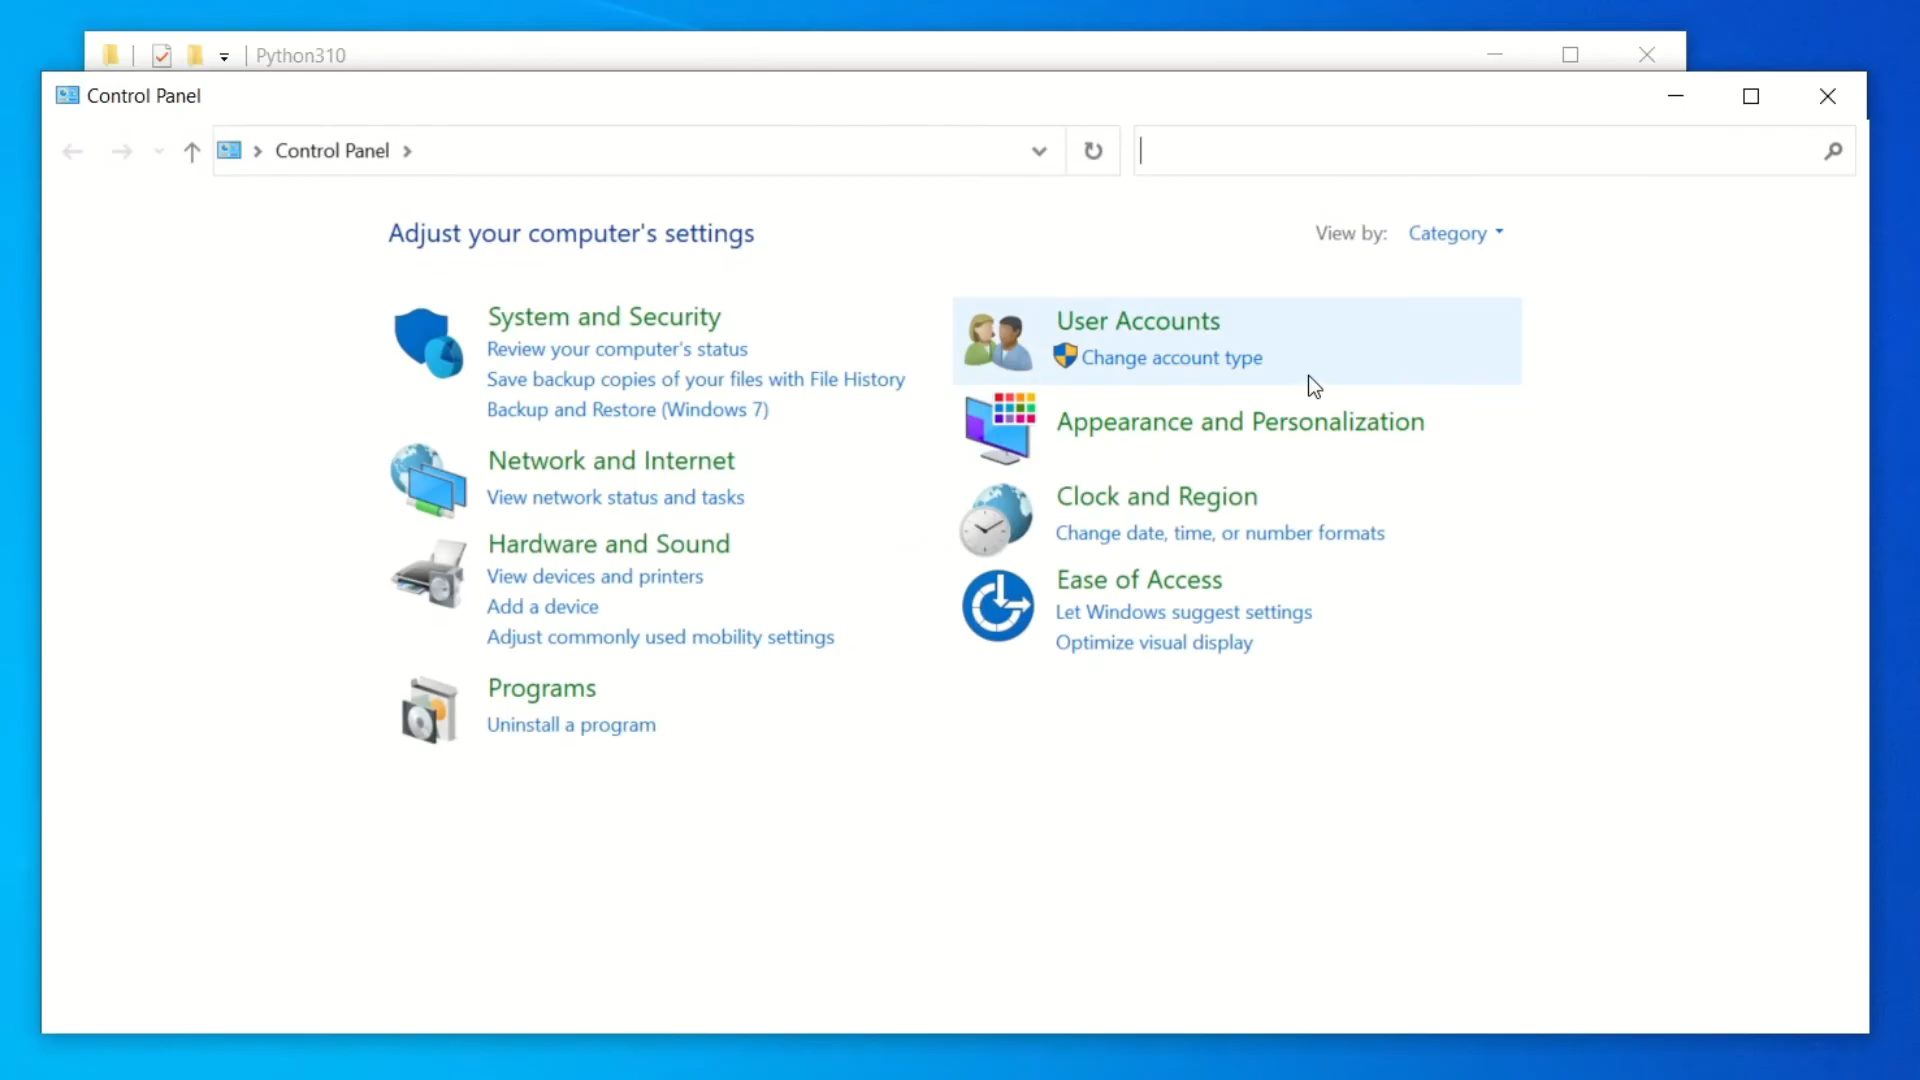 Python310
Control Panel
Control Panel
Adjust your computer's settings
View by: Category
System and Security
Review your computer's status
Save backup copies of your files with File History
Backup and Restore (Windows 7)
Network and Internet
View network status and tasks
Hardware and Sound
View devices and printers
Add a device
Adjust commonly used mobility settings
Programs
Uninstall a program
User Accounts
Change account type
Appearance and Personalization
Clock and Region
Change date, time, or number formats
Ease of Access
Let Windows suggest settings
Optimize visual display